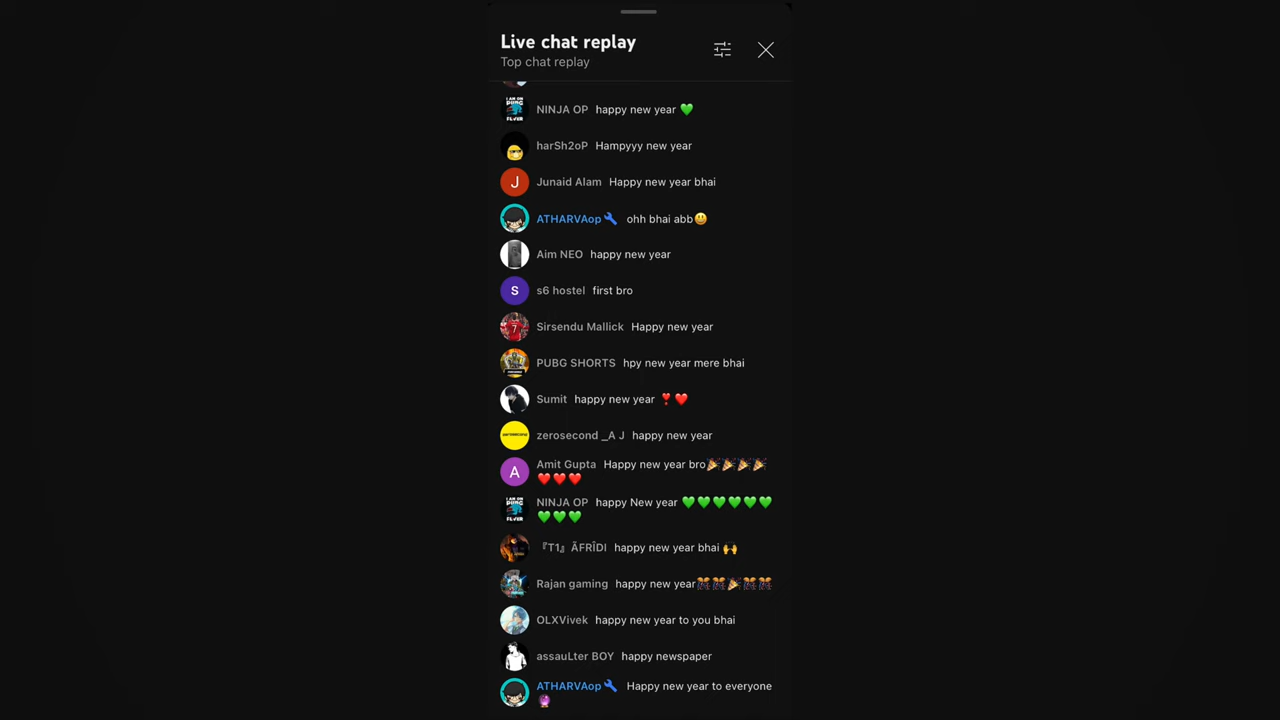 Live chat replay
Top chat replay
NINJA OP happy new year 💚
harSh2oP Hampyyy new year
J Junaid Alam Happy new year bhai
ATHARVAop🔧 ohh bhai abb😃
Aim NEO happy new year
S s6 hostel first bro
Sirsendu Mallick Happy new year
PUBG SHORTS hpy new year mere bhai
Sumit happy new year ❣️❤️
zerosecond _A J happy new year
A Amit Gupta Happy new year bro🎉🎉🎉🎉
❤️❤️❤️
NINJA OP happy New year 💚💚💚💚💚💚
💚💚💚
『T1』ÃFRÎDI happy new year bhai 🙌
Rajan gaming happy new year🎊🎊🎉🎊🎊
OLXVivek happy new year to you bhai
assauLter BOY happy newspaper
ATHARVAop🔧 Happy new year to everyone
🔮